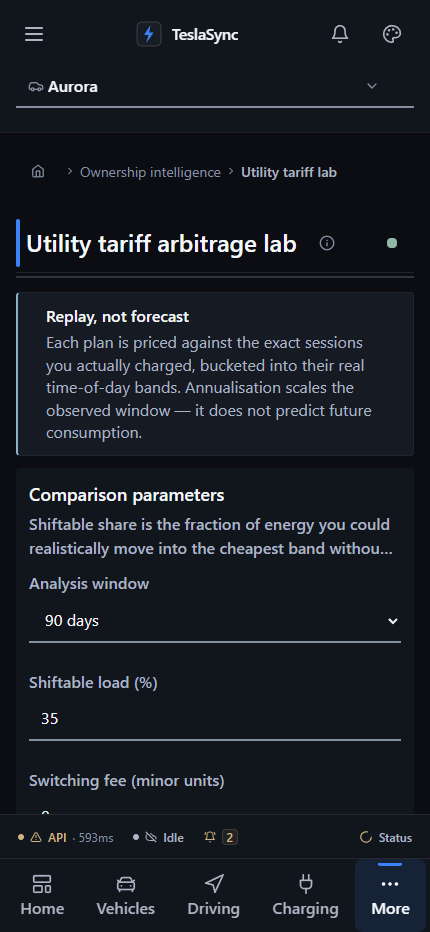 TeslaSync
Aurora
Ownership intelligence
Utility tariff lab
Utility tariff arbitrage lab
Replay, not forecast
Each plan is priced against the exact sessions
you actually charged, bucketed into their real
time-of-day bands. Annualisation scales the
observed window — it does not predict future
consumption.
Comparison parameters
Shiftable share is the fraction of energy you could
realistically move into the cheapest band withou...
Analysis window
90 days
Shiftable load (%)
35
Switching fee (minor units)
API · 593ms
Idle
2
Status
Home
Vehicles
Driving
Charging
More